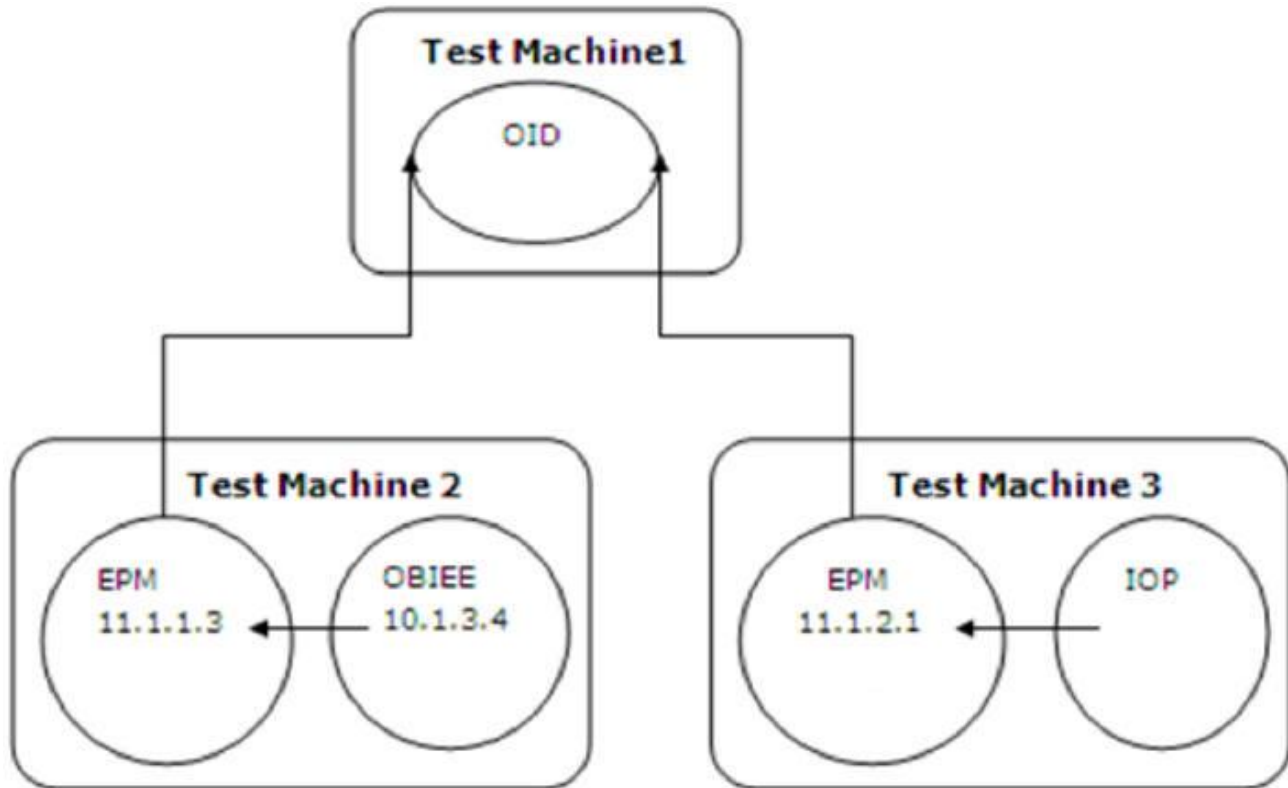 Test Machine1
OID
Test Machine 2
EPM
11.1.1.3
OBIEE
10.1.3.4
Test Machine 3
EPM
11.1.2.1
IOP